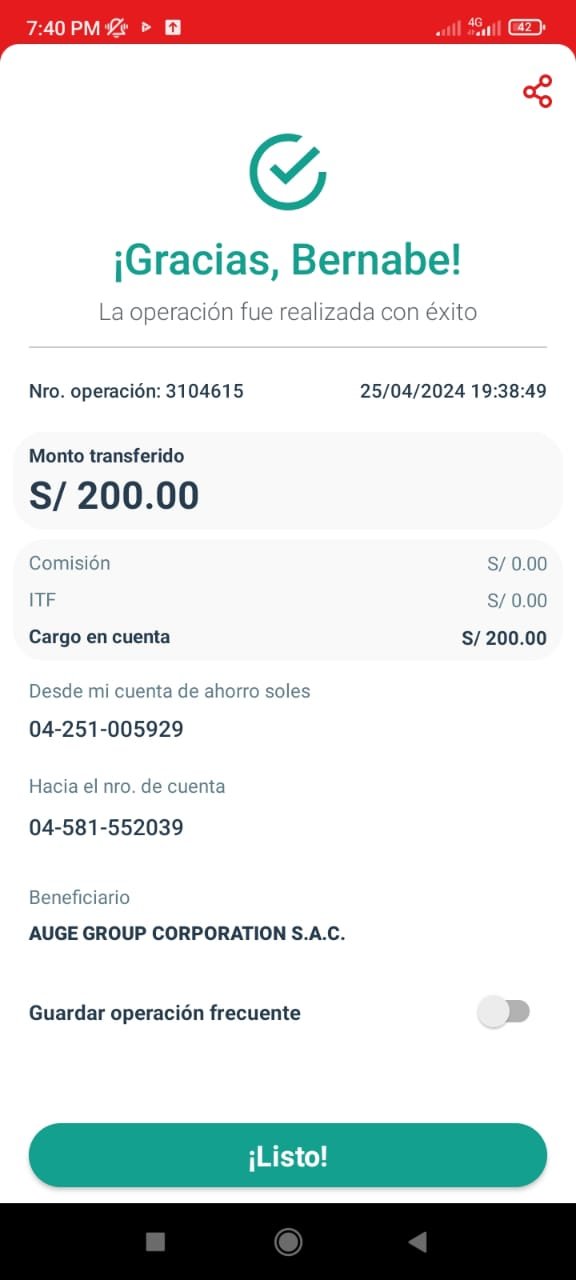 7:40 PM 4G 42
¡Gracias, Bernabe!
La operación fue realizada con éxito
Nro. operación: 3104615 25/04/2024 19:38:49
Monto transferido
S/ 200.00
Comisión S/ 0.00
ITF S/ 0.00
Cargo en cuenta S/ 200.00
Desde mi cuenta de ahorro soles
04-251-005929
Hacia el nro. de cuenta
04-581-552039
Beneficiario
AUGE GROUP CORPORATION S.A.C.
Guardar operación frecuente
¡Listo!